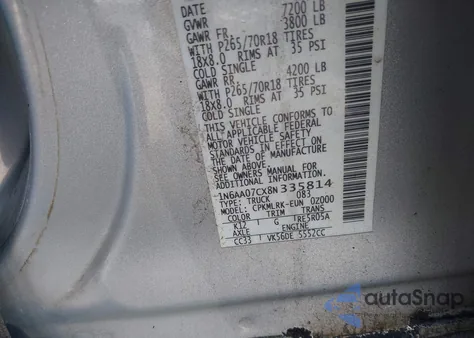 DATE
GVWR 7200 LB
GAWR FR. 3800 LB
WITH P265/70R18 TIRES
18X8.0 RIMS AT 35 PSI
COLD SINGLE
GAWR RR. 4200 LB
WITH P265/70R18 TIRES
18X8.0 RIMS AT 35 PSI
COLD SINGLE
THIS VEHICLE CONFORMS TO
ALL APPLICABLE FEDERAL
MOTOR VEHICLE SAFETY
STANDARDS IN EFFECT ON
THE DATE OF MANUFACTURE
SHOWN ABOVE.
SEE OWNERS MANUAL FOR
ADDITIONAL INFORMATION.
1N6AA07CX8N335814
TYPE: TRUCK 083
MODEL: CPKMLRK-EUN 0Z000
COLOR TRIM TRANS
K12 G TRE5R05A
AXLE ENGINE
CC33 VK56DE 5552CC
autoSnap